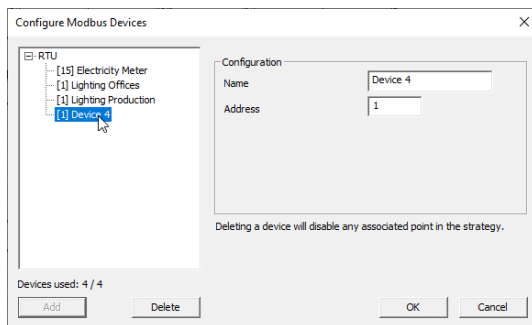 Configure Modbus Devices
RTU
[15] Electricity Meter
[1] Lighting Offices
[1] Lighting Production
[1] Device 4
Configuration
Name
Device 4
Address
1
Deleting a device will disable any associated point in the strategy.
Devices used: 4 / 4
Add
Delete
OK
Cancel